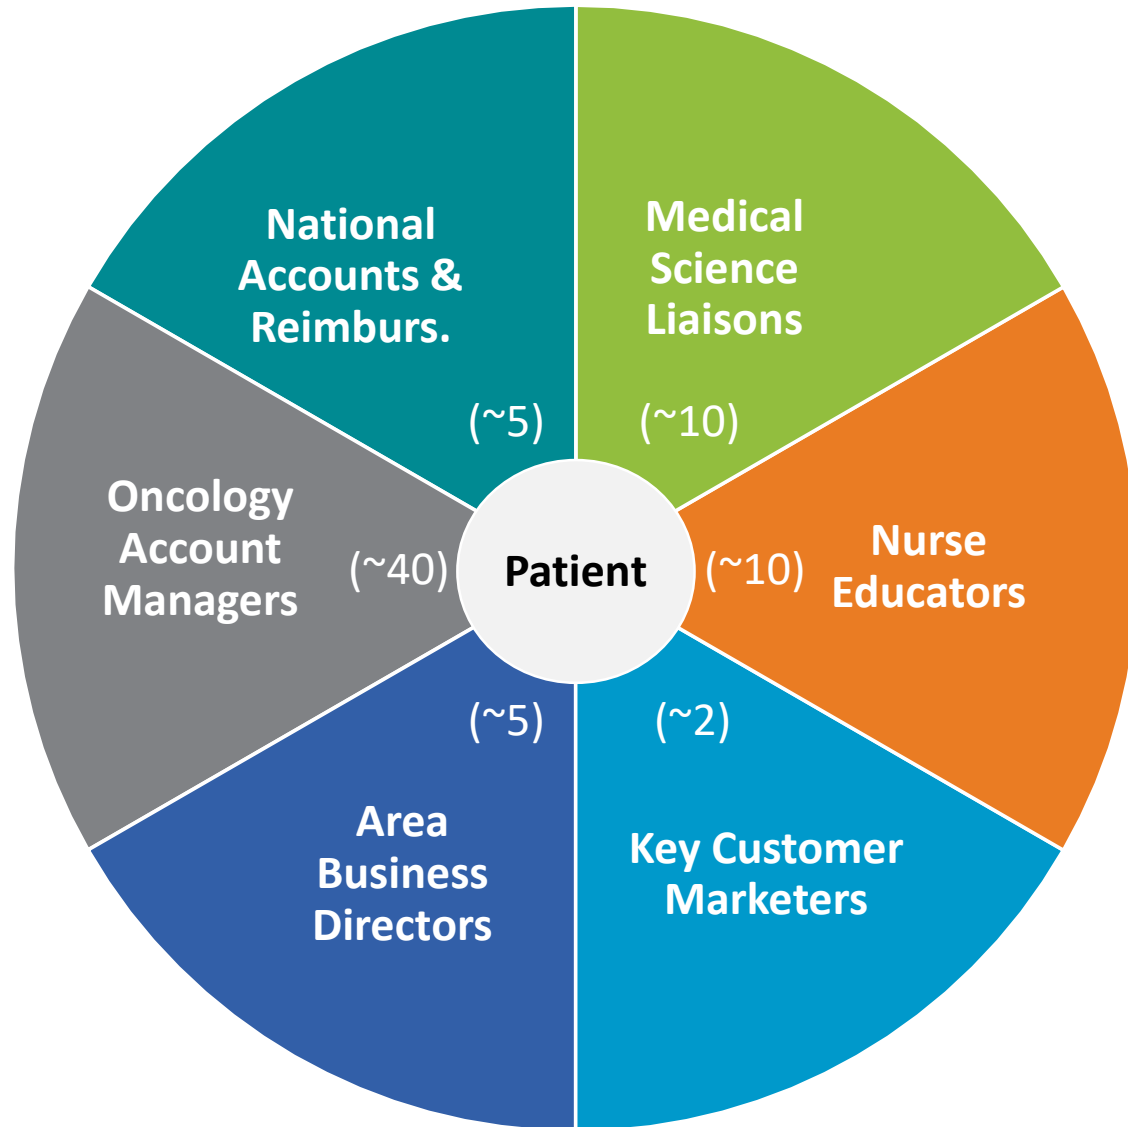 National
Accounts &
Reimburs.
(~5)
Medical
Science
Liaisons
(~10)
Oncology
Account
Managers
(~40)
Patient
(~10)
Nurse
Educators
(~5)
Area
Business
Directors
(~2)
Key Customer
Marketers